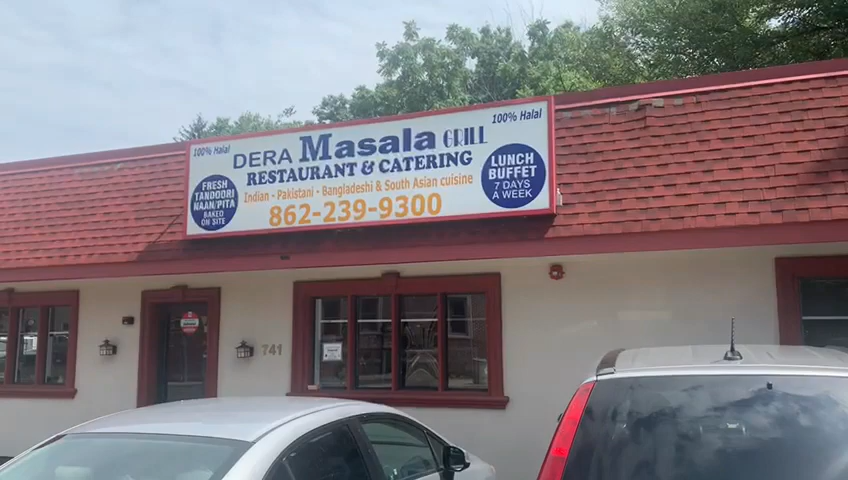 100% Halal
100% Halal
DERA Masala GRILL
RESTAURANT & CATERING
Indian - Pakistani - Bangladeshi & South Asian cuisine
862-239-9300
FRESH
TANDOORI
NAAN/PITA
BAKED
ON SITE
LUNCH
BUFFET
7 DAYS
A WEEK
741